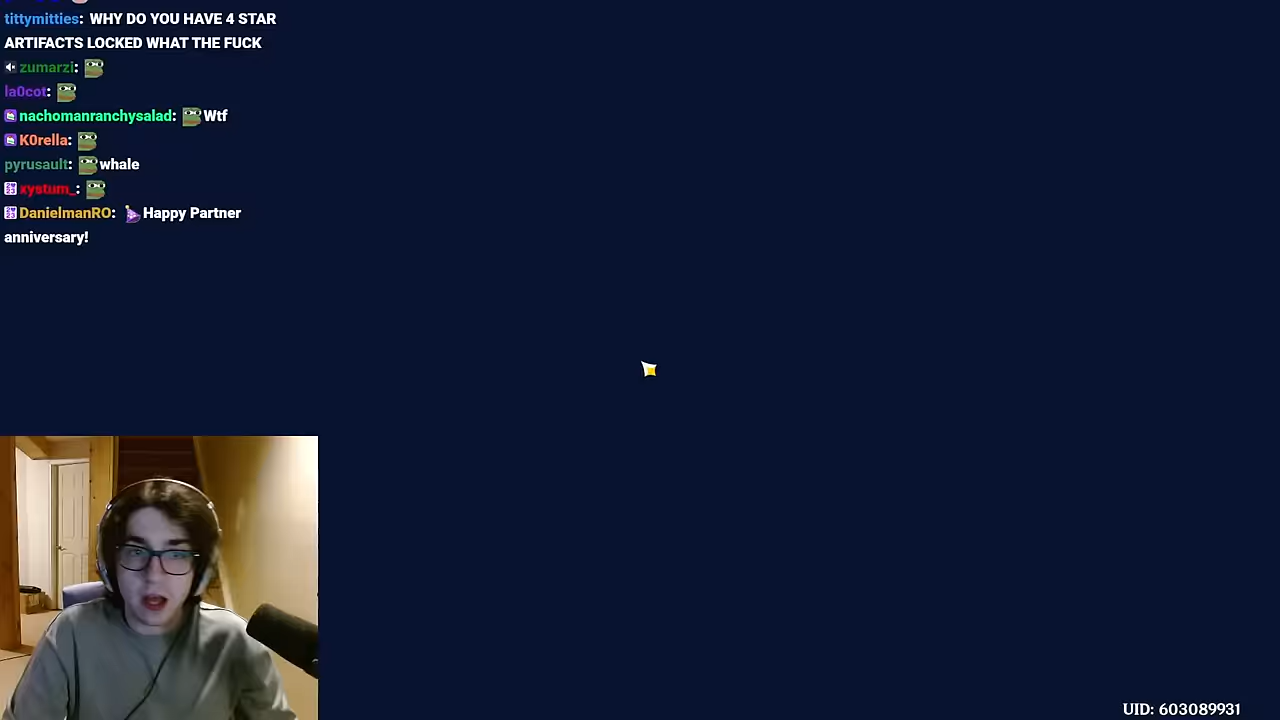 tittymitties: WHY DO YOU HAVE 4 STAR
ARTIFACTS LOCKED WHAT THE FUCK
zumarzi:
la0cot:
nachomanranchysalad: Wtf
K0rella:
pyrusault: whale
xystum_:
DanielmanRO: Happy Partner
anniversary!
UID: 603089931